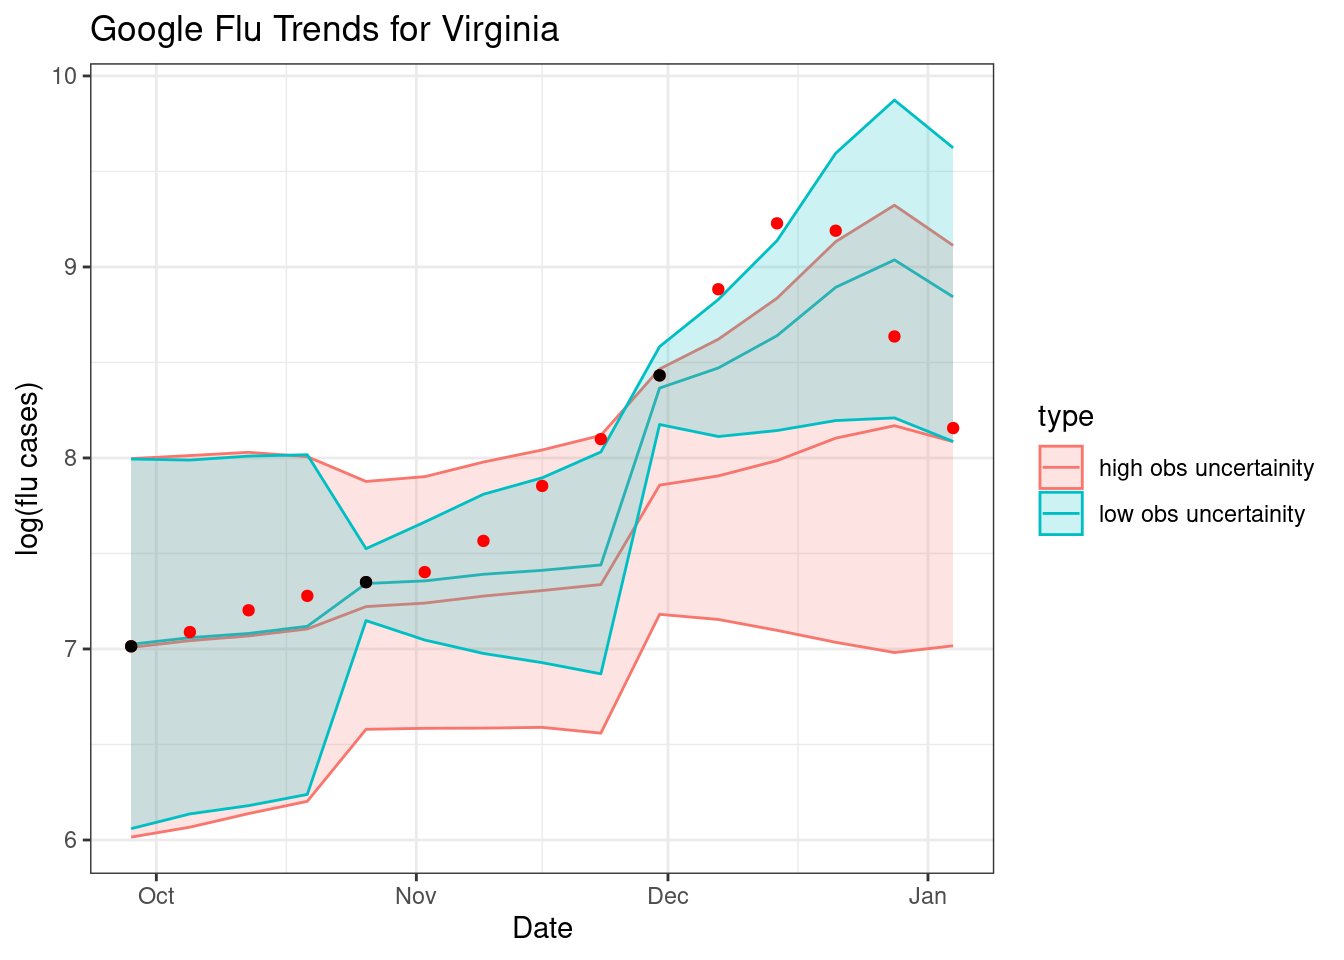 Google Flu Trends for Virginia
10
9
8
7
6
log(flu cases)
Oct
Nov
Dec
Jan
Date
type
high obs uncertainity
low obs uncertainity